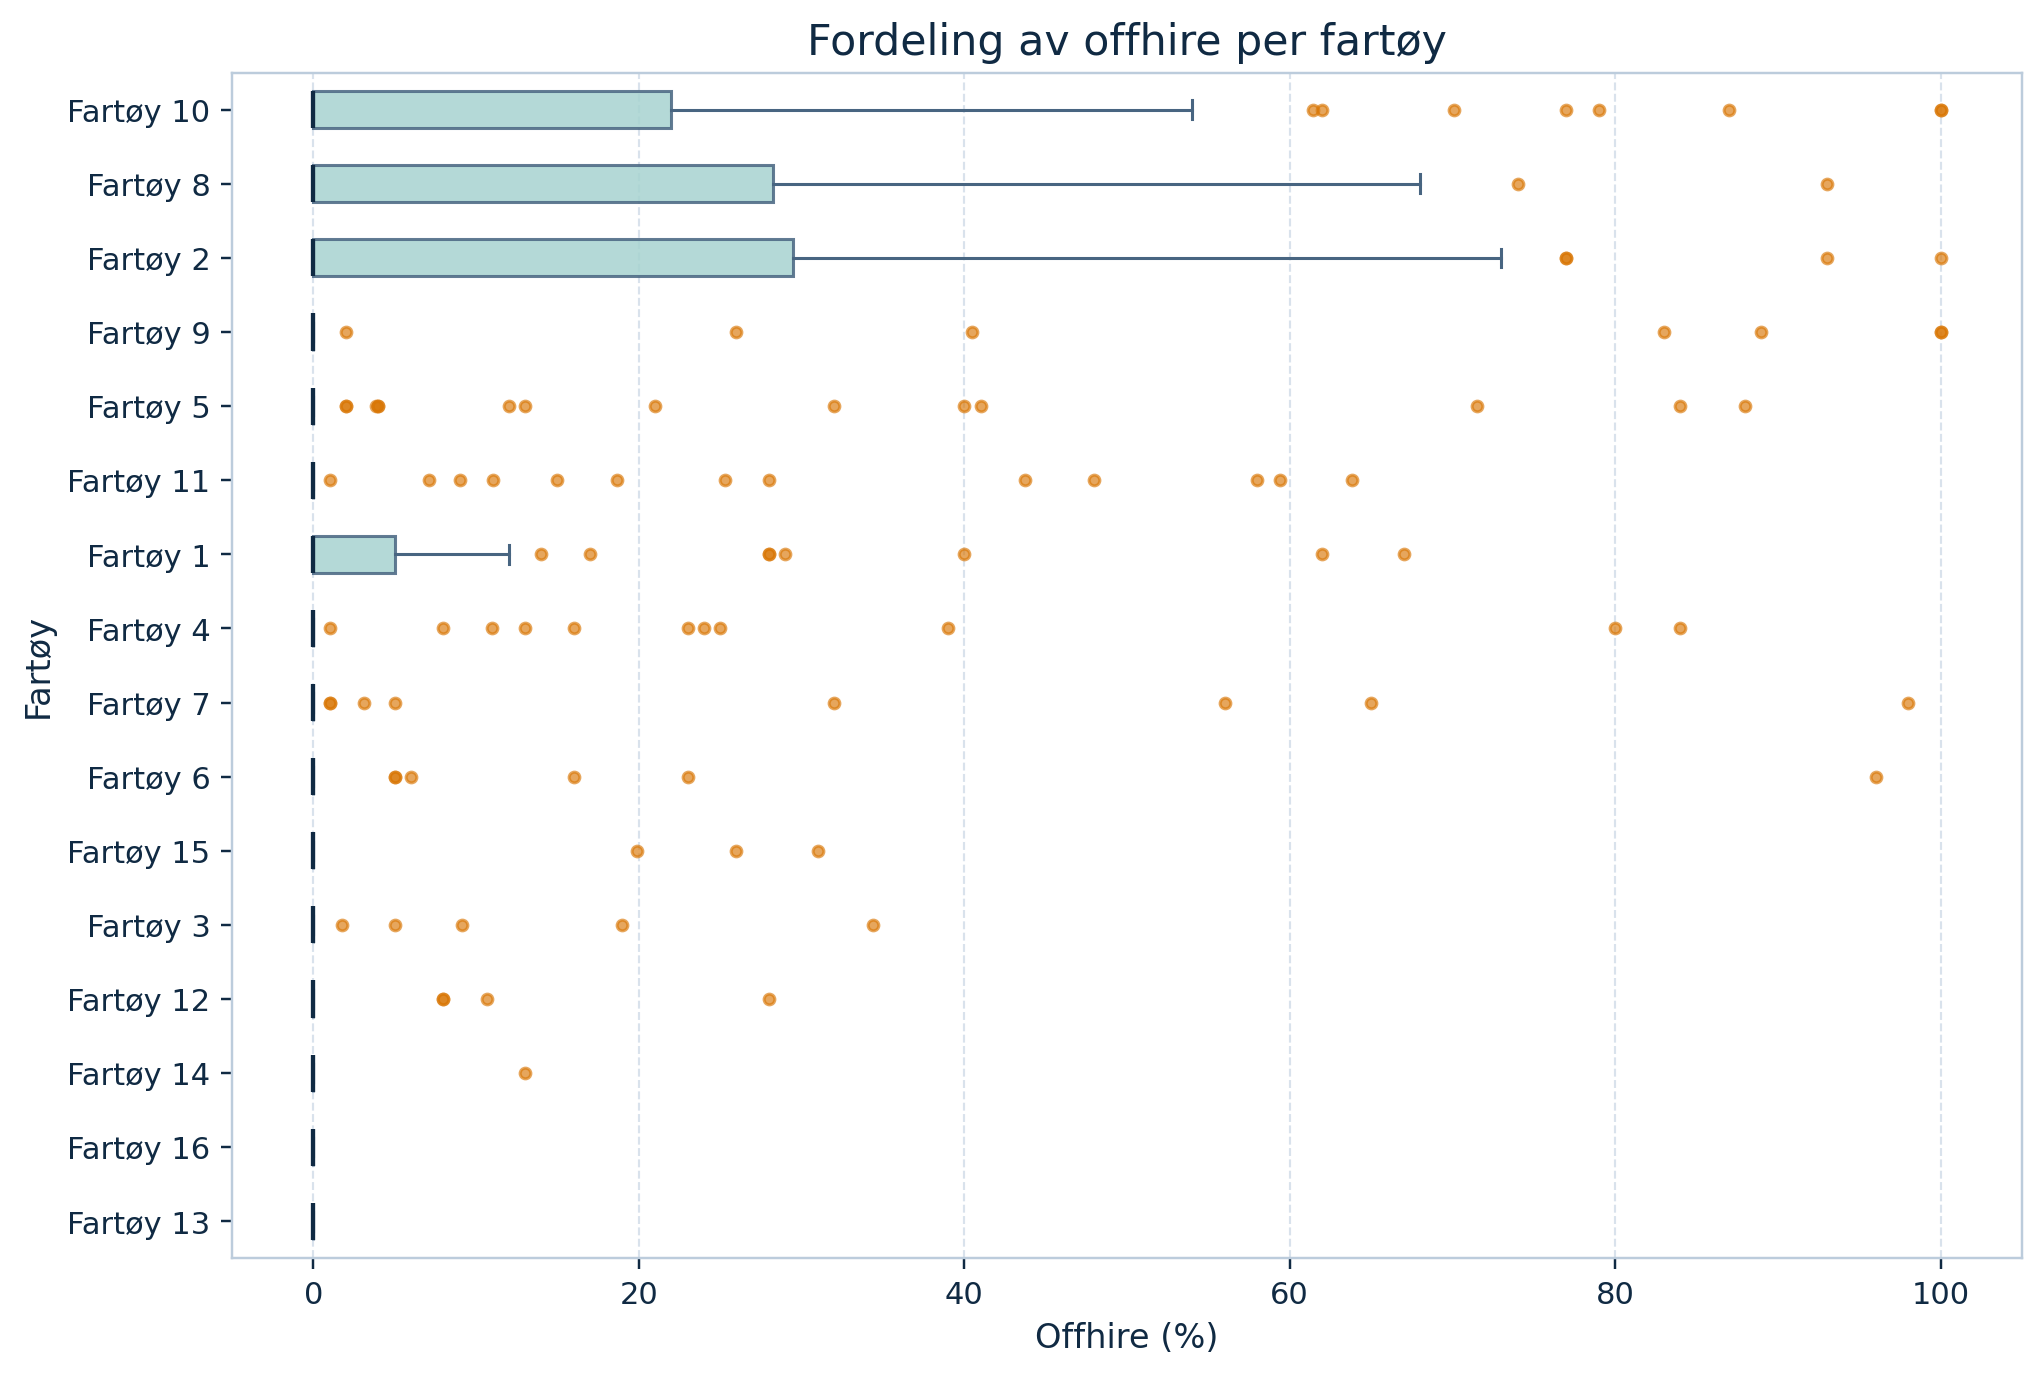 Fordeling av offhire per fartøy
Fartøy 10
Fartøy 8
Fartøy 2
Fartøy 9
Fartøy 5
Fartøy 11
Fartøy 1
Fartøy 4
Fartøy 7
Fartøy 6
Fartøy 15
Fartøy 3
Fartøy 12
Fartøy 14
Fartøy 16
Fartøy 13
Fartøy
0 20 40 60 80 100
Offhire (%)